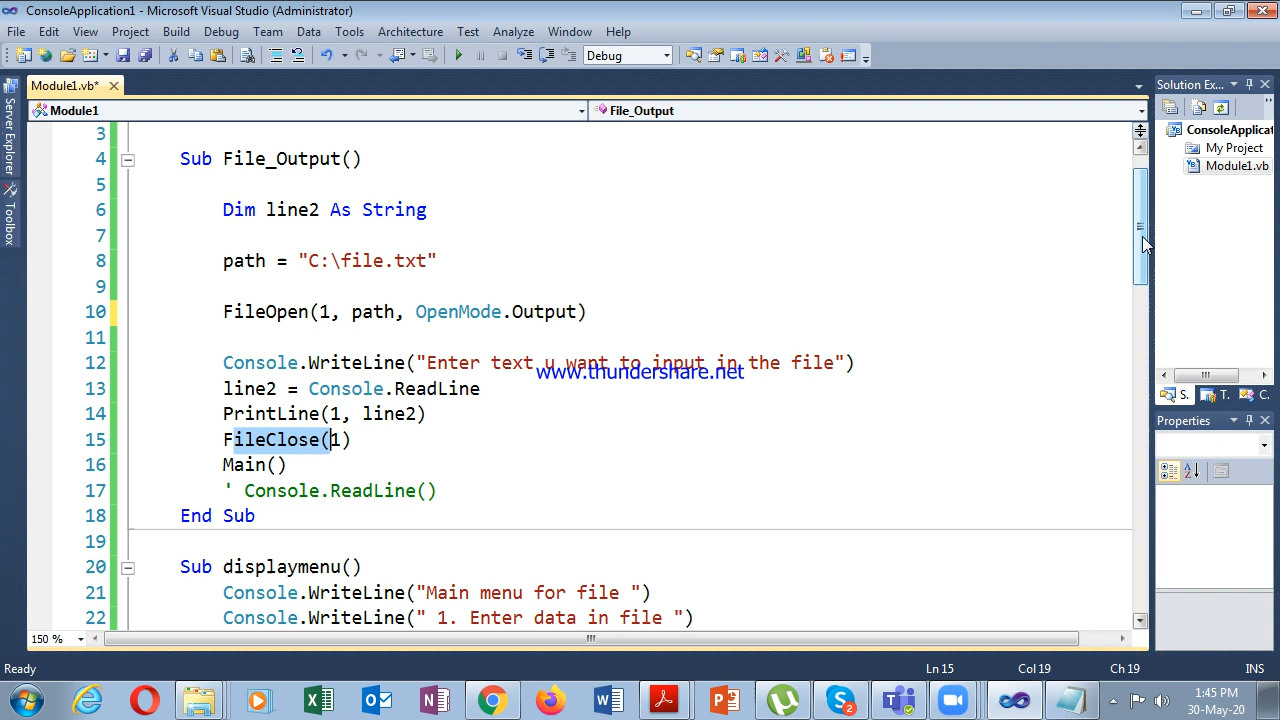 ConsoleApplication1 - Microsoft Visual Studio (Administrator)
File Edit View Project Build Debug Team Data Tools Architecture Test Analyze Window Help
Debug
Server Explorer
Toolbox
Module1.vb*
Module1
File_Output
3
4 Sub File_Output()
5
6 Dim line2 As String
7
8 path = "C:\file.txt"
9
10 FileOpen(1, path, OpenMode.Output)
11
12 Console.WriteLine("Enter text u want to input in the file")
www.thundershare.net
13 line2 = Console.ReadLine
14 PrintLine(1, line2)
15 FileClose(1)
16 Main()
17 ' Console.ReadLine()
18 End Sub
19
20 Sub displaymenu()
21 Console.WriteLine("Main menu for file ")
22 Console.WriteLine(" 1. Enter data in file ")
150 %
Solution Ex...
ConsoleApplicat
My Project
Module1.vb
S. T. C.
Properties
Ready
Ln 15 Col 19 Ch 19 INS
1:45 PM
30-May-20